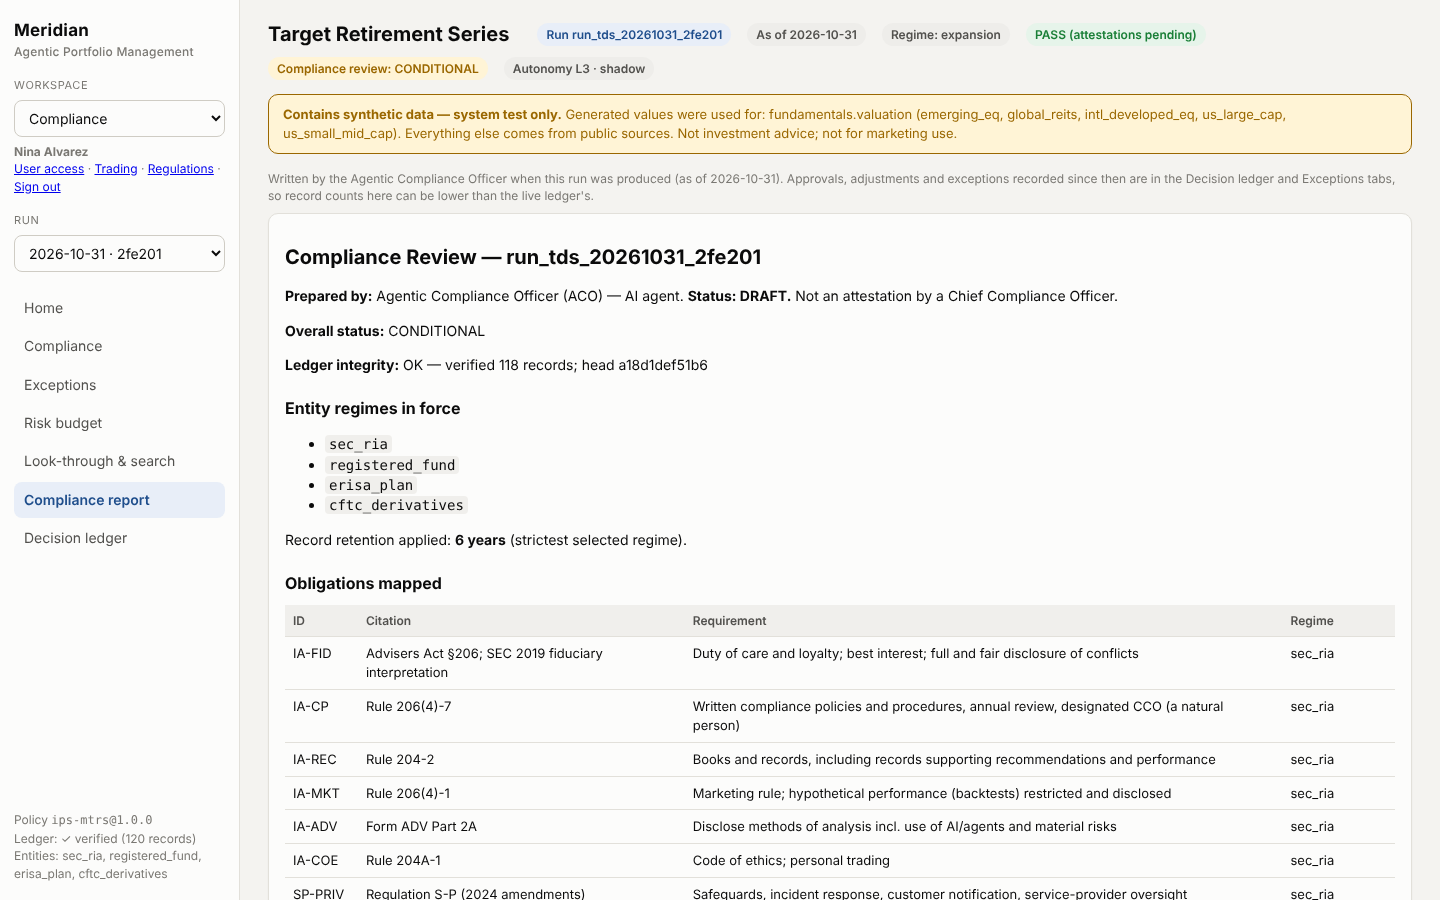 Meridian
Agentic Portfolio Management
WORKSPACE
Compliance
Nina Alvarez
User access · Trading · Regulations ·
Sign out
RUN
2026-10-31 · 2fe201
Home
Compliance
Exceptions
Risk budget
Look-through & search
Compliance report
Decision ledger
Policy ips-mtrs@1.0.0
Ledger: ✓ verified (120 records)
Entities: sec_ria, registered_fund,
erisa_plan, cftc_derivatives
Target Retirement Series
Run run_tds_20261031_2fe201
As of 2026-10-31
Regime: expansion
PASS (attestations pending)
Compliance review: CONDITIONAL
Autonomy L3 · shadow
Contains synthetic data — system test only. Generated values were used for: fundamentals.valuation (emerging_eq, global_reits, intl_developed_eq, us_large_cap,
us_small_mid_cap). Everything else comes from public sources. Not investment advice; not for marketing use.
Written by the Agentic Compliance Officer when this run was produced (as of 2026-10-31). Approvals, adjustments and exceptions recorded since then are in the Decision ledger and Exceptions tabs,
so record counts here can be lower than the live ledger's.
Compliance Review — run_tds_20261031_2fe201
Prepared by: Agentic Compliance Officer (ACO) — AI agent. Status: DRAFT. Not an attestation by a Chief Compliance Officer.
Overall status: CONDITIONAL
Ledger integrity: OK — verified 118 records; head a18d1def51b6
Entity regimes in force
• sec_ria
• registered_fund
• erisa_plan
• cftc_derivatives
Record retention applied: 6 years (strictest selected regime).
Obligations mapped
ID Citation Requirement Regime
IA-FID Advisers Act §206; SEC 2019 fiduciary interpretation Duty of care and loyalty; best interest; full and fair disclosure of conflicts sec_ria
IA-CP Rule 206(4)-7 Written compliance policies and procedures, annual review, designated CCO (a natural person) sec_ria
IA-REC Rule 204-2 Books and records, including records supporting recommendations and performance sec_ria
IA-MKT Rule 206(4)-1 Marketing rule; hypothetical performance (backtests) restricted and disclosed sec_ria
IA-ADV Form ADV Part 2A Disclose methods of analysis incl. use of AI/agents and material risks sec_ria
IA-COE Rule 204A-1 Code of ethics; personal trading sec_ria
SP-PRIV Regulation S-P (2024 amendments) Safeguards, incident response, customer notification, service-provider oversight sec_ria